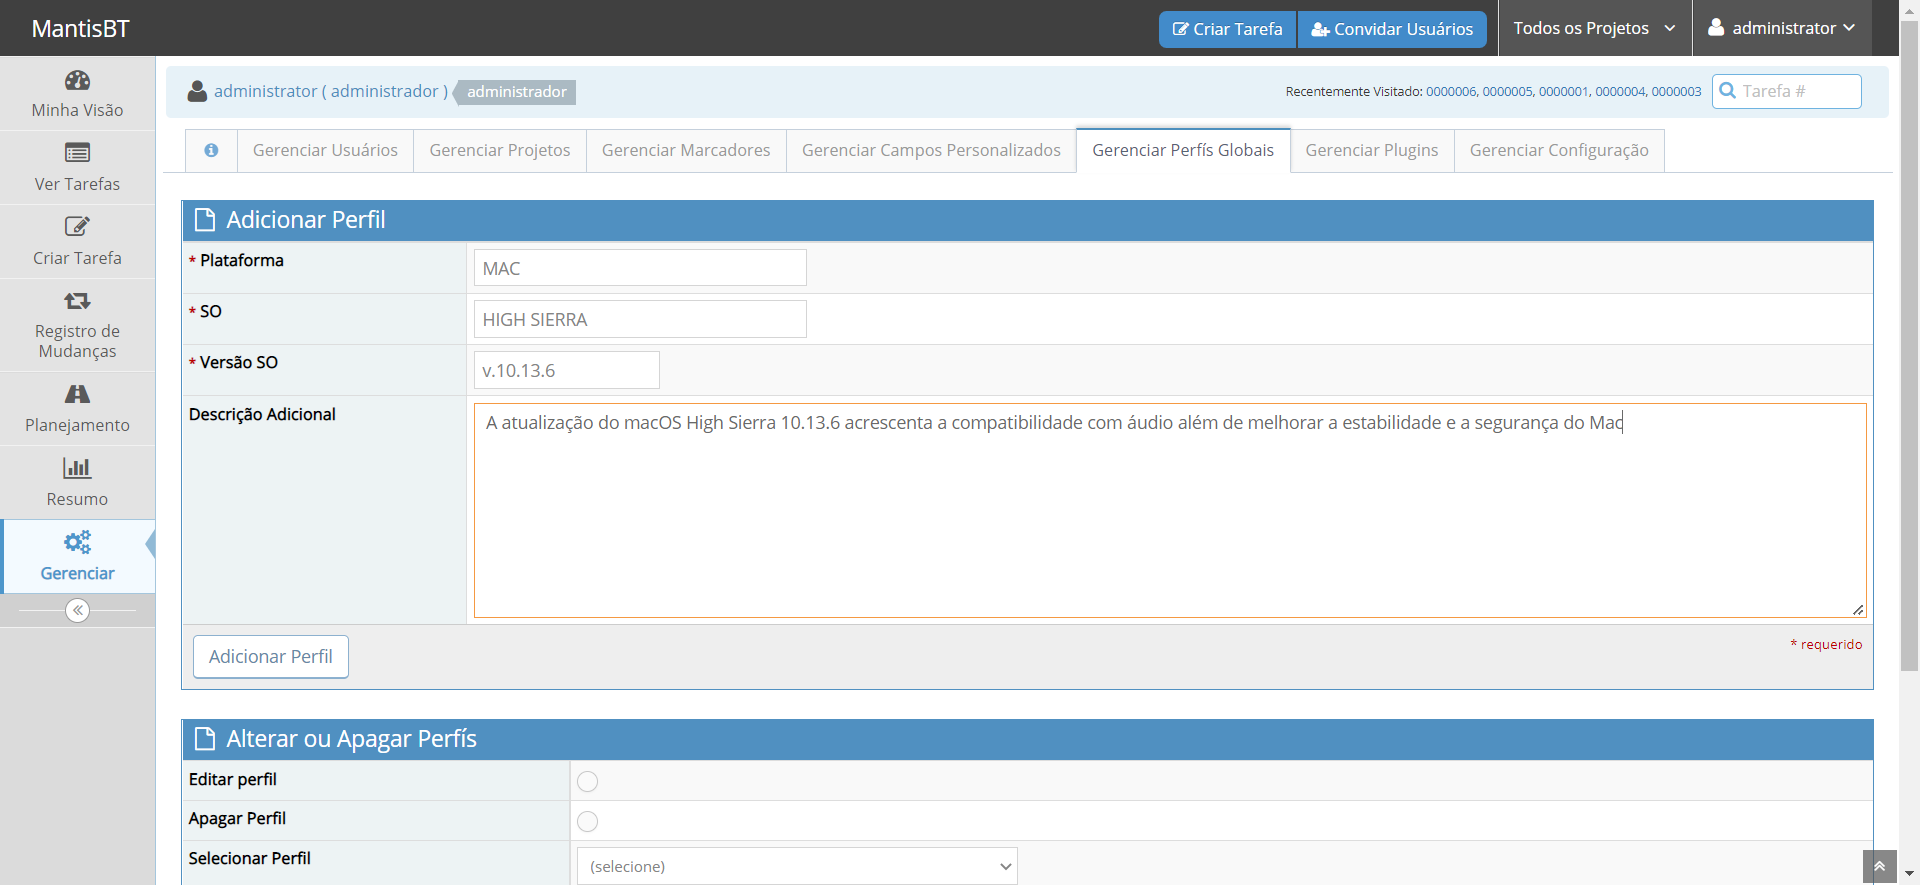 MantisBT
Criar Tarefa
Convidar Usuários
Todos os Projetos
administrator
Minha Visão
Ver Tarefas
Criar Tarefa
Registro de
Mudanças
Planejamento
Resumo
Gerenciar
administrator ( administrador )
administrador
Recentemente Visitado: 0000006, 0000005, 0000001, 0000004, 0000003
Tarefa #
Gerenciar Usuários
Gerenciar Projetos
Gerenciar Marcadores
Gerenciar Campos Personalizados
Gerenciar Perfís Globais
Gerenciar Plugins
Gerenciar Configuração
Adicionar Perfil
* Plataforma
MAC
* SO
HIGH SIERRA
* Versão SO
v.10.13.6
Descrição Adicional
A atualização do macOS High Sierra 10.13.6 acrescenta a compatibilidade com áudio além de melhorar a estabilidade e a segurança do Mac
Adicionar Perfil
* requerido
Alterar ou Apagar Perfís
Editar perfil
Apagar Perfil
Selecionar Perfil
(selecione)